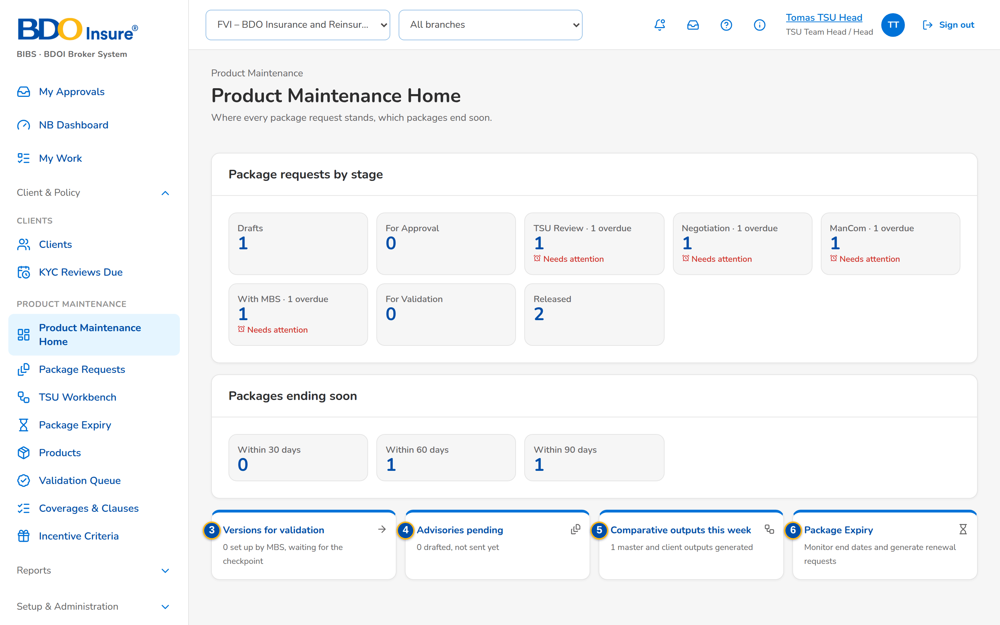 BDO Insure®
BIBS · BDOI Broker System
My Approvals
NB Dashboard
My Work
Client & Policy
CLIENTS
Clients
KYC Reviews Due
PRODUCT MAINTENANCE
Product Maintenance
Home
Package Requests
TSU Workbench
Package Expiry
Products
Validation Queue
Coverages & Clauses
Incentive Criteria
Reports
Setup & Administration
FVI – BDO Insurance and Reinsur...
All branches
Tomas TSU Head
TSU Team Head / Head
TT
Sign out
Product Maintenance
Product Maintenance Home
Where every package request stands, which packages end soon.
Package requests by stage
Drafts
1
For Approval
0
TSU Review · 1 overdue
1
Needs attention
Negotiation · 1 overdue
1
Needs attention
ManCom · 1 overdue
1
Needs attention
With MBS · 1 overdue
1
Needs attention
For Validation
0
Released
2
Packages ending soon
Within 30 days
0
Within 60 days
1
Within 90 days
1
3 Versions for validation
0 set up by MBS, waiting for the
checkpoint
4 Advisories pending
0 drafted, not sent yet
5 Comparative outputs this week
1 master and client outputs generated
6 Package Expiry
Monitor end dates and generate renewal
requests